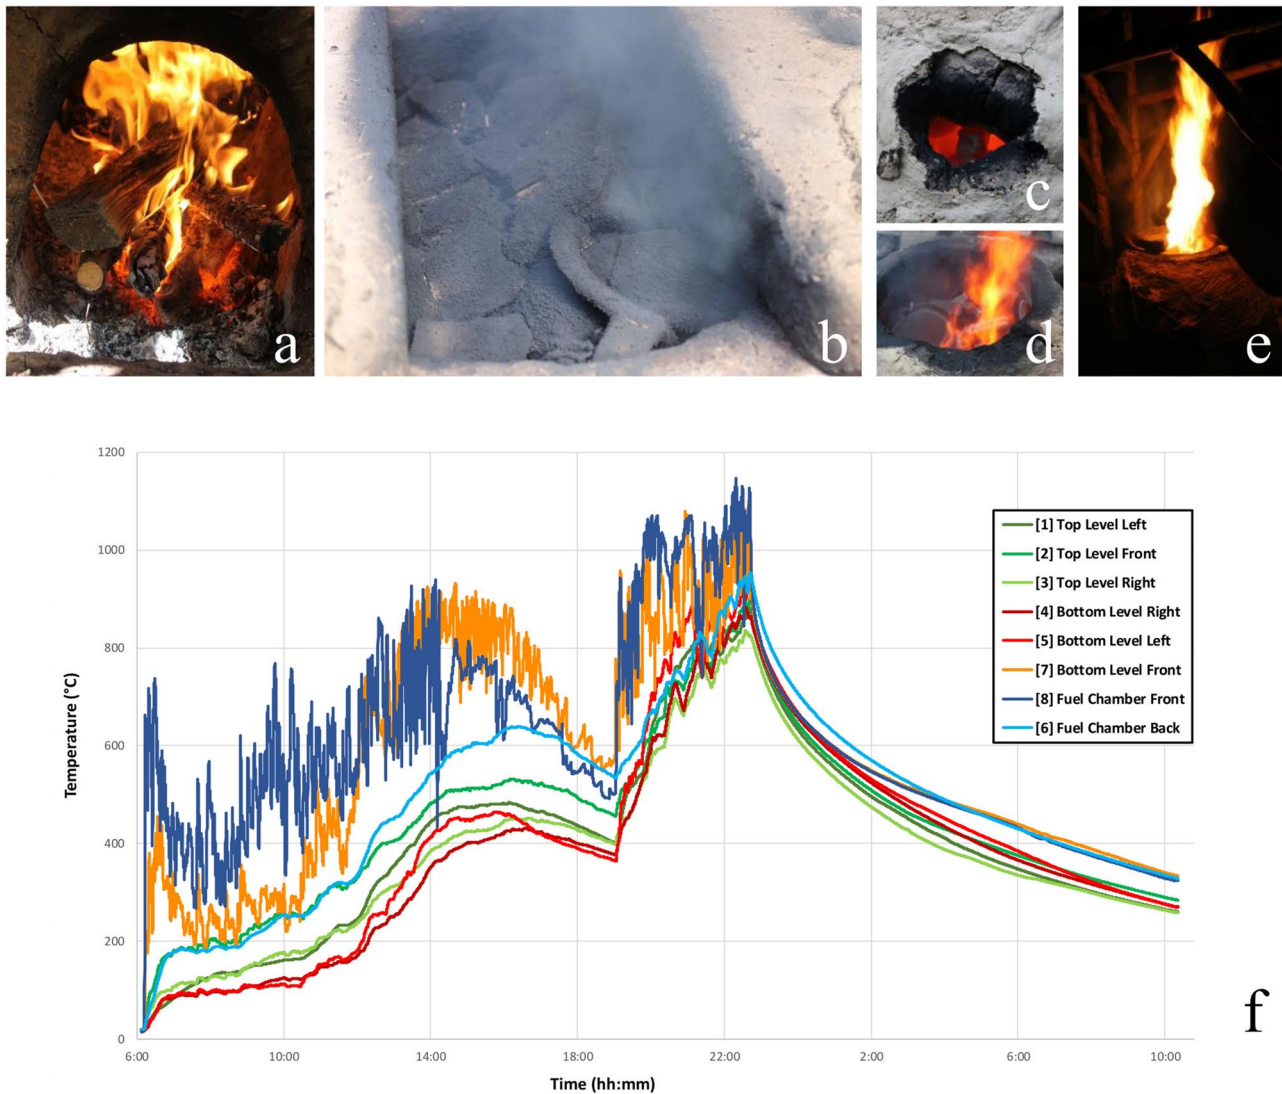 a
b
c
d
e
1200
1000
800
600
400
200
0
Temperature (°C)
[1] Top Level Left
[2] Top Level Front
[3] Top Level Right
[4] Bottom Level Right
[5] Bottom Level Left
[7] Bottom Level Front
[8] Fuel Chamber Front
[6] Fuel Chamber Back
f
6:00 10:00 14:00 18:00 22:00 2:00 6:00 10:00
Time (hh:mm)